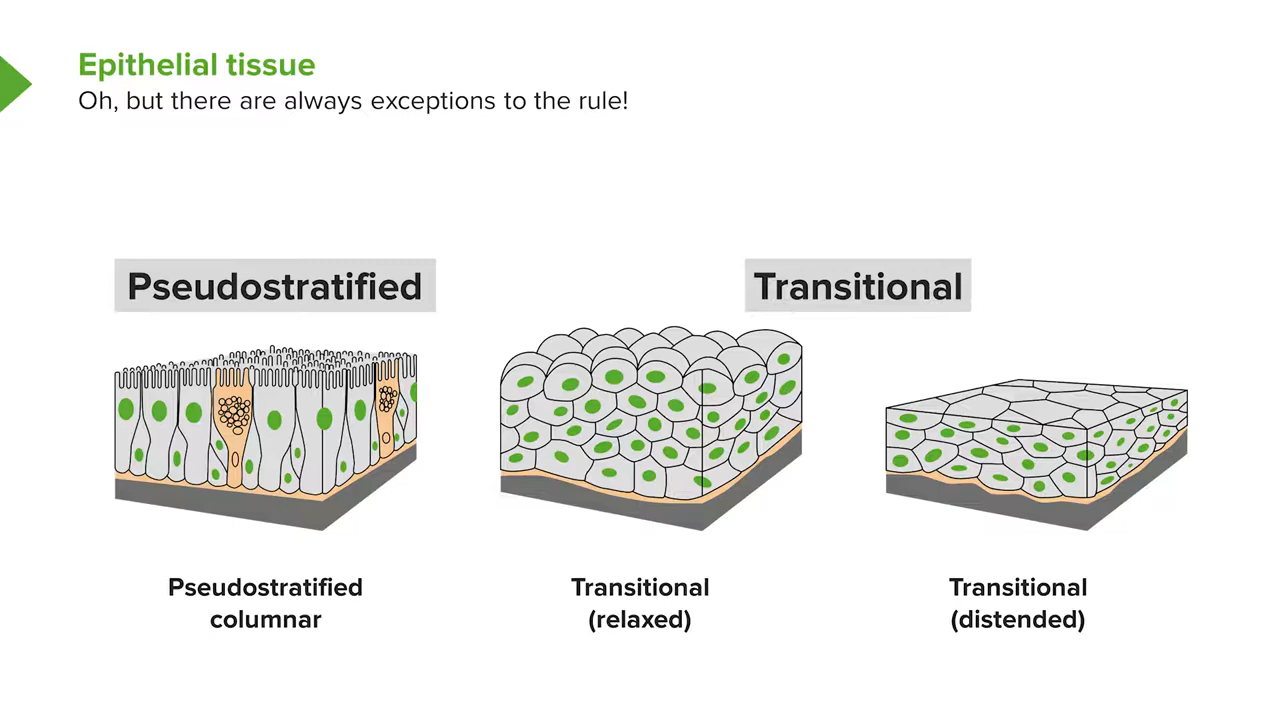 Epithelial tissue
Oh, but there are always exceptions to the rule!
Pseudostratified
Transitional
Pseudostratified
columnar
Transitional
(relaxed)
Transitional
(distended)